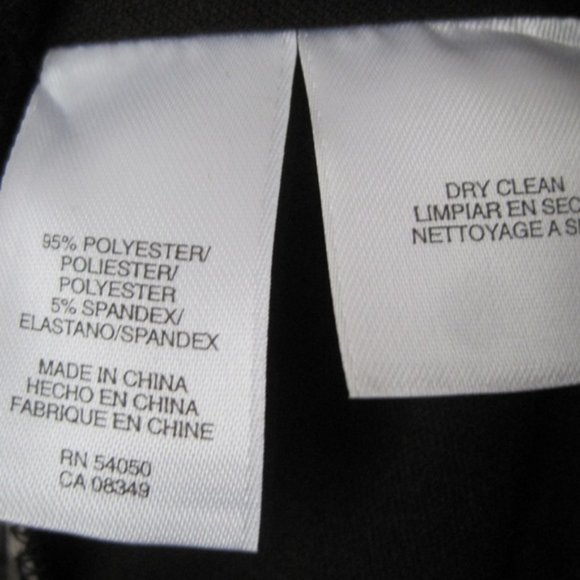 95% POLYESTER/
POLIESTER/
POLYESTER
5% SPANDEX/
ELASTANO/SPANDEX
MADE IN CHINA
HECHO EN CHINA
FABRIQUE EN CHINE
RN 54050
CA 08349
DRY CLEAN
LIMPIAR EN
NETTOYAGE A